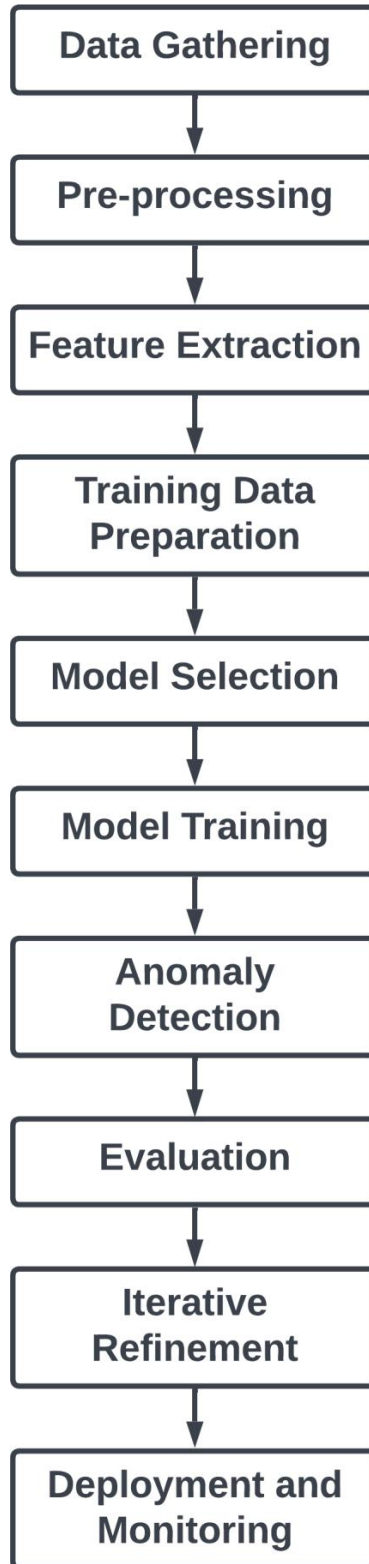 Data Gathering
Pre-processing
Feature Extraction
Training Data
Preparation
Model Selection
Model Training
Anomaly
Detection
Evaluation
Iterative
Refinement
Deployment and
Monitoring